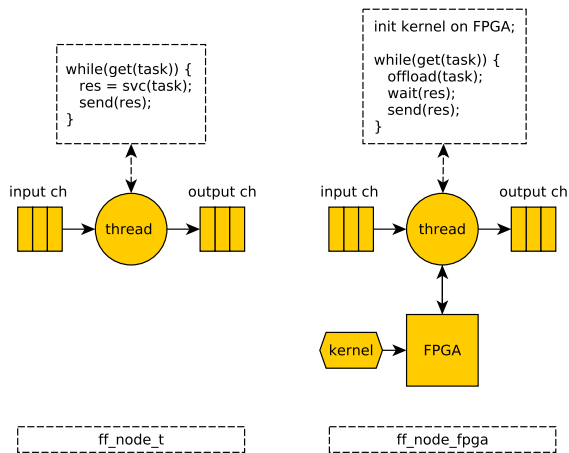 while(get(task)) {
res = svc(task);
send(res);
}
input ch
output ch
thread
ff_node_t
init kernel on FPGA;
while(get(task)) {
offload(task);
wait(res);
send(res);
}
input ch
output ch
thread
kernel
FPGA
ff_node_fpga